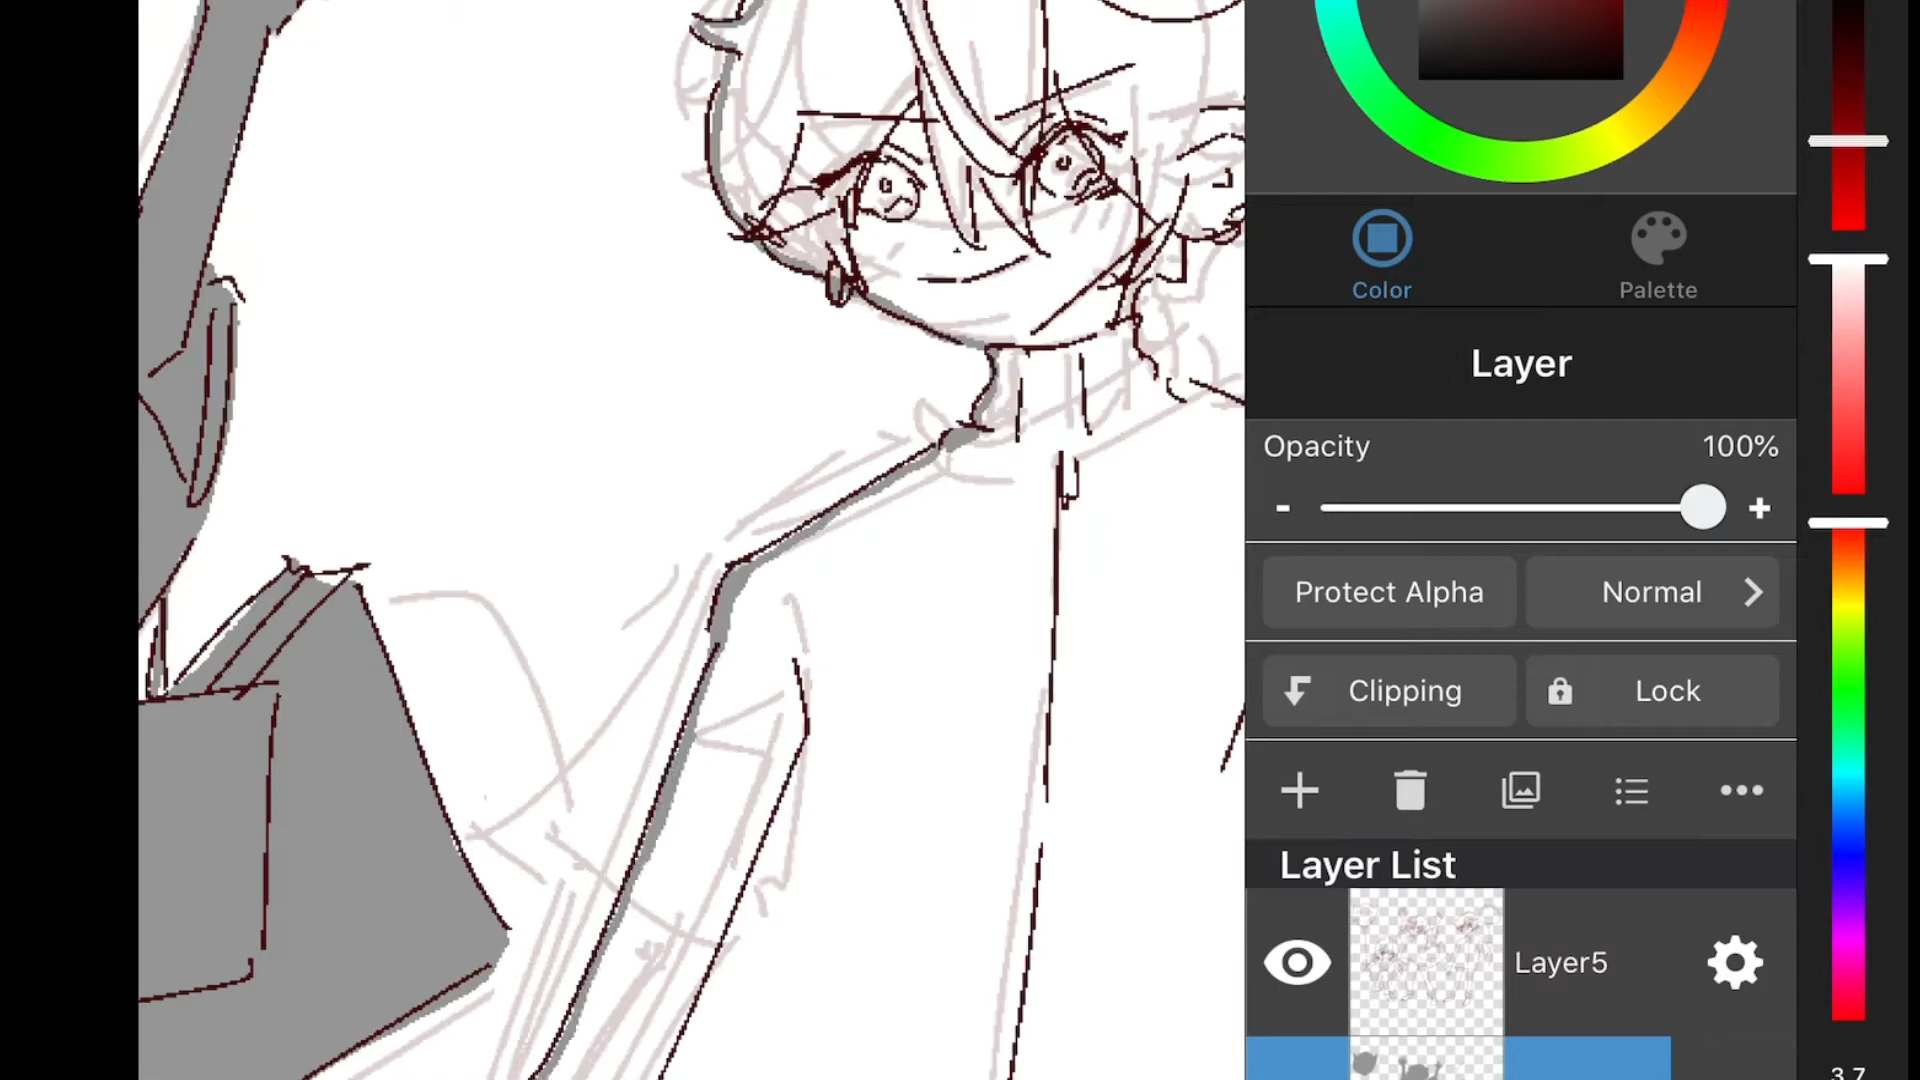 Color
Palette
Layer
Opacity 100%
- +
Protect Alpha
Normal
Clipping
Lock
Layer List
Layer5
3.7